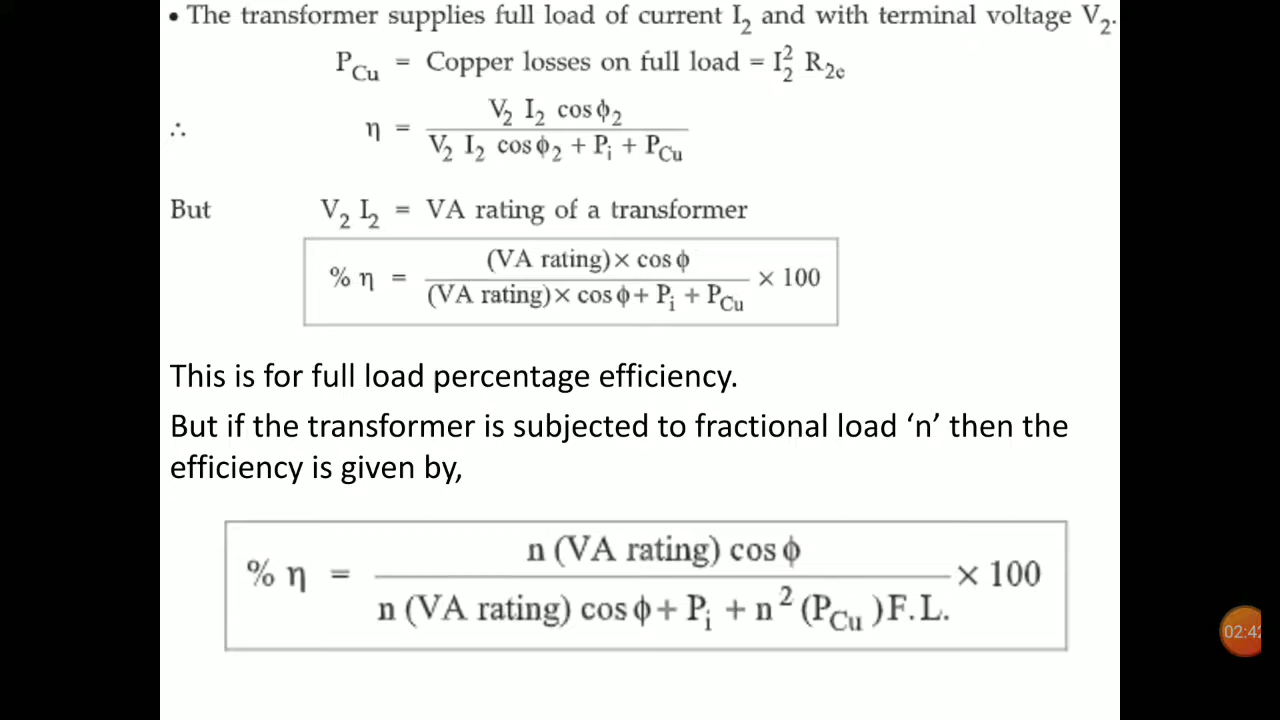 • The transformer supplies full load of current I₂ and with terminal voltage V₂.
P_Cu = Copper losses on full load = I₂² R₂ₑ
∴ η = V₂ I₂ cos ϕ₂ / V₂ I₂ cos ϕ₂ + Pᵢ + P_Cu
But V₂ I₂ = VA rating of a transformer
% η = (VA rating) × cos ϕ / (VA rating) × cos ϕ + Pᵢ + P_Cu × 100
This is for full load percentage efficiency.
But if the transformer is subjected to fractional load ‘n’ then the
efficiency is given by,
% η = n (VA rating) cos ϕ / n (VA rating) cos ϕ + Pᵢ + n² (P_Cu) F.L. × 100
02:42